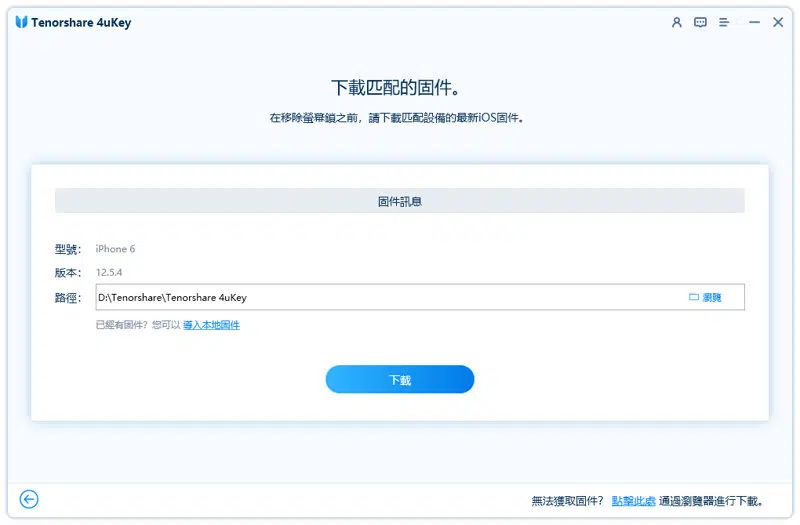 Tenorshare 4uKey
下載匹配的固件。
在移除螢幕鎖之前，請下載匹配設備的最新iOS固件。
固件訊息
型號： iPhone 6
版本： 12.5.4
路徑： D:\Tenorshare\Tenorshare 4uKey 瀏覽
已經有固件？您可以 導入本地固件
下載
無法獲取固件？ 點擊此處 通過瀏覽器進行下載。